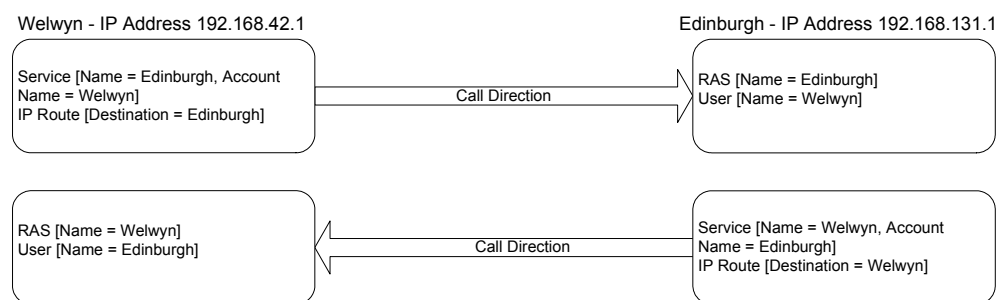 Welwyn - IP Address 192.168.42.1
Edinburgh - IP Address 192.168.131.1
Service [Name = Edinburgh, Account
Name = Welwyn]
IP Route [Destination = Edinburgh]
Call Direction
RAS [Name = Edinburgh]
User [Name = Welwyn]
RAS [Name = Welwyn]
User [Name = Edinburgh]
Call Direction
Service [Name = Welwyn, Account
Name = Edinburgh]
IP Route [Destination = Welwyn]